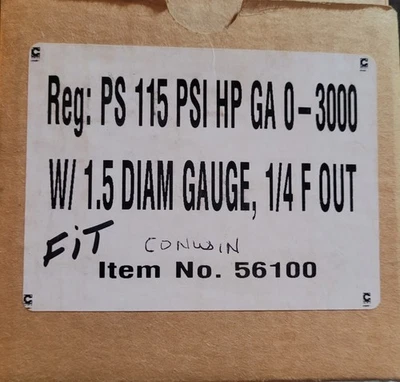 Reg: PS 115 PSI HP GA 0-3000
W/ 1.5 DIAM GAUGE, 1/4 F OUT
FiT CONWIN
Item No. 56100